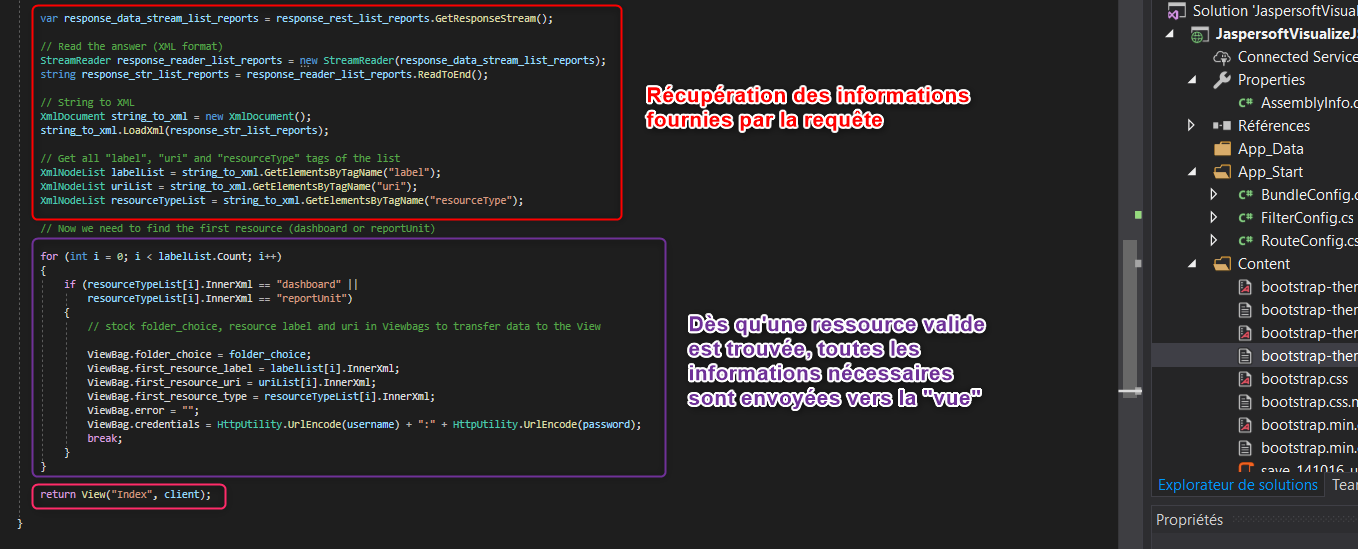 var response_data_stream_list_reports = response_rest_list_reports.GetResponseStream();
// Read the answer (XML format)
StreamReader response_reader_list_reports = new StreamReader(response_data_stream_list_reports);
string response_str_list_reports = response_reader_list_reports.ReadToEnd();
// String to XML
XmlDocument string_to_xml = new XmlDocument();
string_to_xml.LoadXml(response_str_list_reports);
// Get all "label", "uri" and "resourceType" tags of the list
XmlNodeList labelList = string_to_xml.GetElementsByTagName("label");
XmlNodeList uriList = string_to_xml.GetElementsByTagName("uri");
XmlNodeList resourceTypeList = string_to_xml.GetElementsByTagName("resourceType");
Récupération des informations
fournies par la requête
// Now we need to find the first resource (dashboard or reportUnit)
for (int i = 0; i < labelList.Count; i++)
{
if (resourceTypeList[i].InnerXml == "dashboard" ||
resourceTypeList[i].InnerXml == "reportUnit")
{
// stock folder_choice, resource label and uri in Viewbags to transfer data to the View
ViewBag.folder_choice = folder_choice;
ViewBag.first_resource_label = labelList[i].InnerXml;
ViewBag.first_resource_uri = uriList[i].InnerXml;
ViewBag.first_resource_type = resourceTypeList[i].InnerXml;
ViewBag.error = "";
ViewBag.credentials = HttpUtility.UrlEncode(username) + ":" + HttpUtility.UrlEncode(password);
break;
}
}
Dès qu'une ressource valide
est trouvée, toutes les
informations nécessaires
sont envoyées vers la "vue"
return View("Index", client);
}
Solution 'JaspersoftVisual
JaspersoftVisualizeJ
Connected Service
Properties
AssemblyInfo.c
Références
App_Data
App_Start
BundleConfig.c
FilterConfig.cs
RouteConfig.cs
Content
bootstrap-ther
bootstrap-ther
bootstrap-ther
bootstrap-ther
bootstrap.css
bootstrap.css.m
bootstrap.min.
bootstrap.min.
Explorateur de solutions
Tear
Propriétés